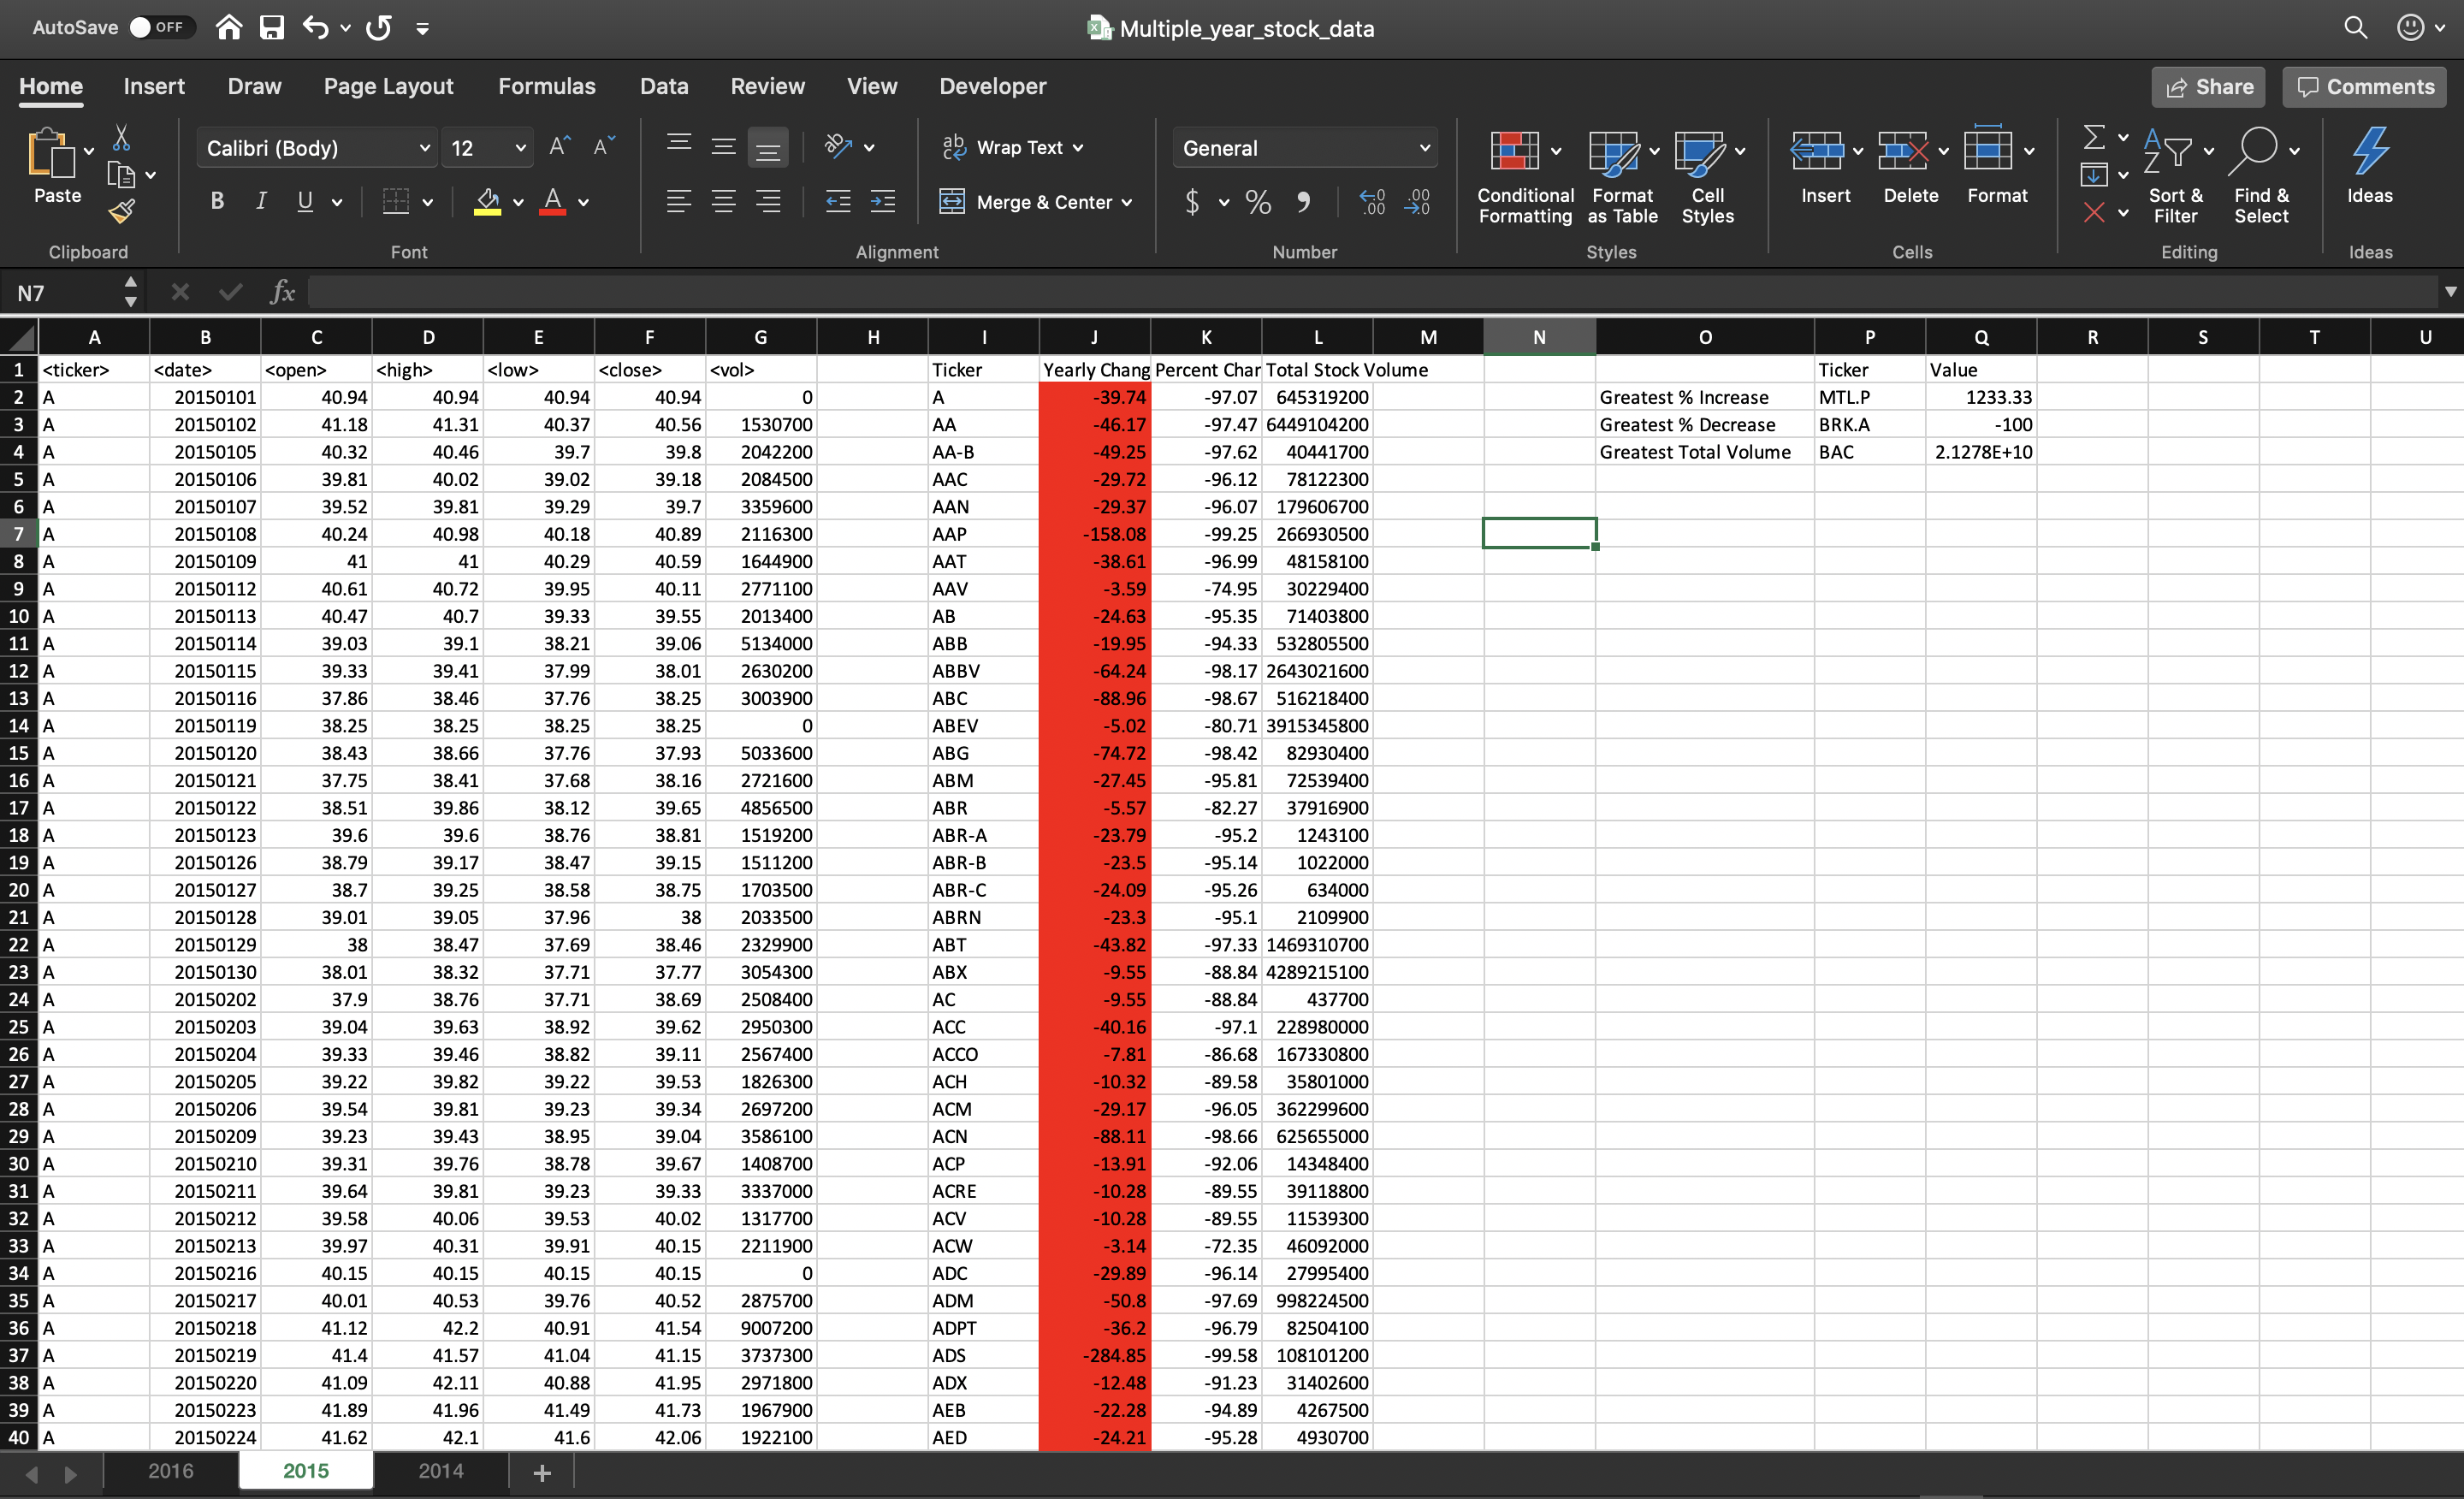 AutoSave OFF Multiple_year_stock_data
Home Insert Draw Page Layout Formulas Data Review View Developer Share Comments
Calibri (Body) 12 A A ab Wrap Text General
Paste B I U A Merge & Center $ % Conditional Formatting Format as Table Cell Styles Insert Delete Format Sort & Filter Find & Select Ideas
Clipboard Font Alignment Number Styles Cells Editing Ideas
N7 fx
A B C D E F G H I J K L M N O P Q R S T U
1 <ticker> <date> <open> <high> <low> <close> <vol> Ticker Yearly Chang Percent Char Total Stock Volume Ticker Value
2 A 20150101 40.94 40.94 40.94 40.94 0 A -39.74 -97.07 645319200 Greatest % Increase MTL.P 1233.33
3 A 20150102 41.18 41.31 40.37 40.56 1530700 AA -46.17 -97.47 6449104200 Greatest % Decrease BRK.A -100
4 A 20150105 40.32 40.46 39.7 39.8 2042200 AA-B -49.25 -97.62 40441700 Greatest Total Volume BAC 2.1278E+10
5 A 20150106 39.81 40.02 39.02 39.18 2084500 AAC -29.72 -96.12 78122300
6 A 20150107 39.52 39.81 39.29 39.7 3359600 AAN -29.37 -96.07 179606700
7 A 20150108 40.24 40.98 40.18 40.89 2116300 AAP -158.08 -99.25 266930500
8 A 20150109 41 41 40.29 40.59 1644900 AAT -38.61 -96.99 48158100
9 A 20150112 40.61 40.72 39.95 40.11 2771100 AAV -3.59 -74.95 30229400
10 A 20150113 40.47 40.7 39.33 39.55 2013400 AB -24.63 -95.35 71403800
11 A 20150114 39.03 39.1 38.21 39.06 5134000 ABB -19.95 -94.33 532805500
12 A 20150115 39.33 39.41 37.99 38.01 2630200 ABBV -64.24 -98.17 2643021600
13 A 20150116 37.86 38.46 37.76 38.25 3003900 ABC -88.96 -98.67 516218400
14 A 20150119 38.25 38.25 38.25 38.25 0 ABEV -5.02 -80.71 3915345800
15 A 20150120 38.43 38.66 37.76 37.93 5033600 ABG -74.72 -98.42 82930400
16 A 20150121 37.75 38.41 37.68 38.16 2721600 ABM -27.45 -95.81 72539400
17 A 20150122 38.51 39.86 38.12 39.65 4856500 ABR -5.57 -82.27 37916900
18 A 20150123 39.6 39.6 38.76 38.81 1519200 ABR-A -23.79 -95.2 1243100
19 A 20150126 38.79 39.17 38.47 39.15 1511200 ABR-B -23.5 -95.14 1022000
20 A 20150127 38.7 39.25 38.58 38.75 1703500 ABR-C -24.09 -95.26 634000
21 A 20150128 39.01 39.05 37.96 38 2033500 ABRN -23.3 -95.1 2109900
22 A 20150129 38 38.47 37.69 38.46 2329900 ABT -43.82 -97.33 1469310700
23 A 20150130 38.01 38.32 37.71 37.77 3054300 ABX -9.55 -88.84 4289215100
24 A 20150202 37.9 38.76 37.71 38.69 2508400 AC -9.55 -88.84 437700
25 A 20150203 39.04 39.63 38.92 39.62 2950300 ACC -40.16 -97.1 228980000
26 A 20150204 39.33 39.46 38.82 39.11 2567400 ACCO -7.81 -86.68 167330800
27 A 20150205 39.22 39.82 39.22 39.53 1826300 ACH -10.32 -89.58 35801000
28 A 20150206 39.54 39.81 39.23 39.34 2697200 ACM -29.17 -96.05 362299600
29 A 20150209 39.23 39.43 38.95 39.04 3586100 ACN -88.11 -98.66 625655000
30 A 20150210 39.31 39.76 38.78 39.67 1408700 ACP -13.91 -92.06 14348400
31 A 20150211 39.64 39.81 39.23 39.33 3337000 ACRE -10.28 -89.55 39118800
32 A 20150212 39.58 40.06 39.53 40.02 1317700 ACV -10.28 -89.55 11539300
33 A 20150213 39.97 40.31 39.91 40.15 2211900 ACW -3.14 -72.35 46092000
34 A 20150216 40.15 40.15 40.15 40.15 0 ADC -29.89 -96.14 27995400
35 A 20150217 40.01 40.53 39.76 40.52 2875700 ADM -50.8 -97.69 998224500
36 A 20150218 41.12 42.2 40.91 41.54 9007200 ADPT -36.2 -96.79 82504100
37 A 20150219 41.4 41.57 41.04 41.15 3737300 ADS -284.85 -99.58 108101200
38 A 20150220 41.09 42.11 40.88 41.95 2971800 ADX -12.48 -91.23 31402600
39 A 20150223 41.89 41.96 41.49 41.73 1967900 AEB -22.28 -94.89 4267500
40 A 20150224 41.62 42.1 41.6 42.06 1922100 AED -24.21 -95.28 4930700
2016 2015 2014 +